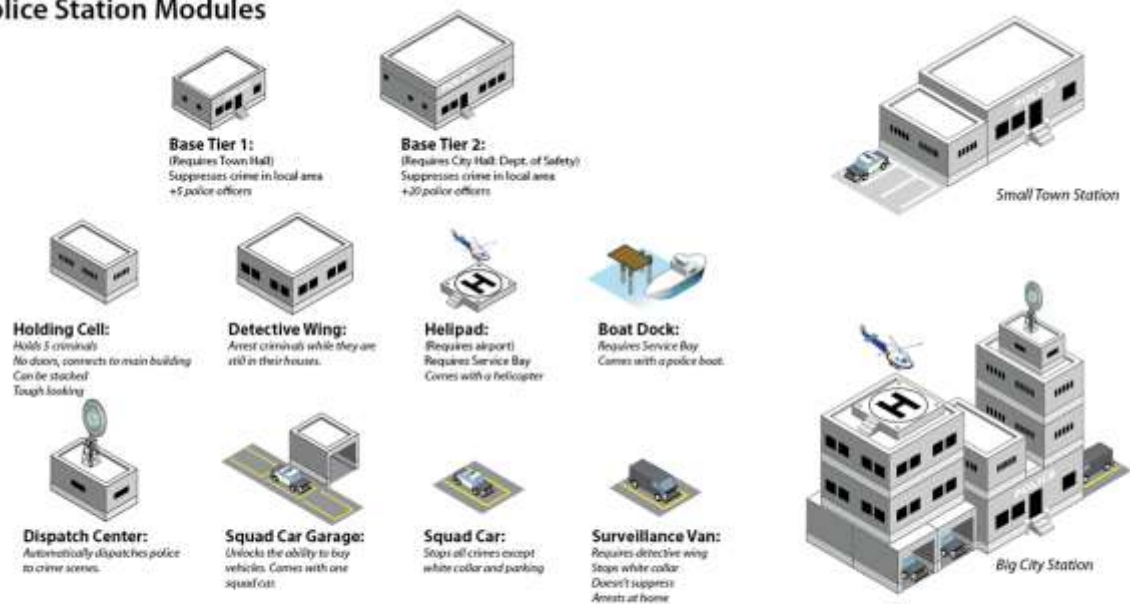 olice Station Modules
Base Tier 1:
(Requires Town Hall)
Suppresses crime in local area
+5 police officers
Base Tier 2:
(Requires City Hall: Dept. of Safety)
Suppresses crime in local area
+20 police officers
Small Town Station
Holding Cell:
Holds 5 criminals
No doors, connects to main building
Can be stacked
Tough looking
Detective Wing:
Arrest criminals while they are
still in their houses.
Helipad:
(Requires airport)
Requires Service Bay
Comes with a helicopter
Boat Dock:
Requires Service Bay
Comes with a police boat.
Dispatch Center:
Automatically dispatches police
to crime scenes.
Squad Car Garage:
Unlocks the ability to buy
vehicles. Comes with one
squad car.
Squad Car:
Stops all crimes except
white collar and parking
Surveillance Van:
Requires detective wing
Stops white collar
Doesn't suppress
Arrests at home
H
H
POLICE
Big City Station